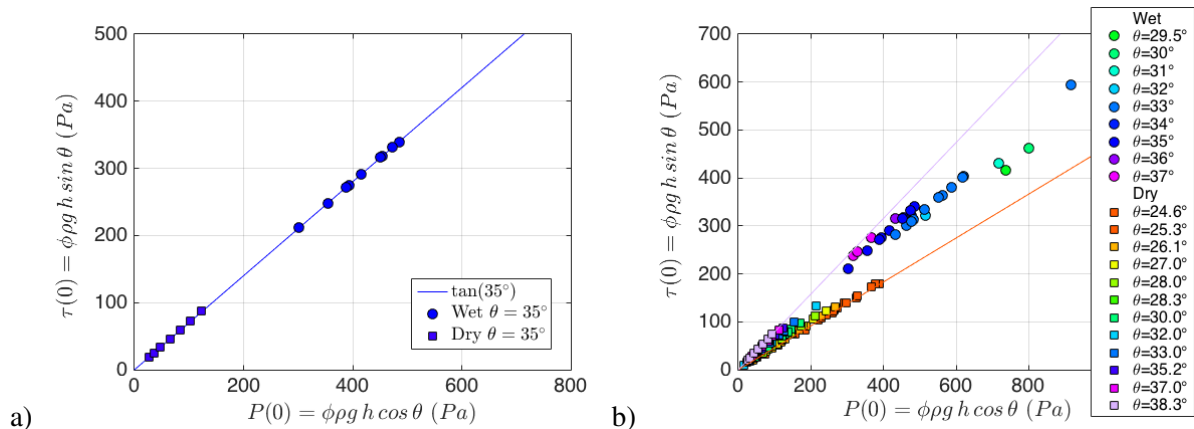 a)
τ(0) = ϕρg h sin θ (Pa)
500
400
300
200
100
0
0 200 400 600 800
P(0) = ϕρg h cos θ (Pa)
tan(35°)
Wet θ = 35°
Dry θ = 35°
b)
τ(0) = ϕρg h sin θ (Pa)
700
600
500
400
300
200
100
0
0 200 400 600 800
P(0) = ϕρg h cos θ (Pa)
Wet
θ=29.5°
θ=30°
θ=31°
θ=32°
θ=33°
θ=34°
θ=35°
θ=36°
θ=37°
Dry
θ=24.6°
θ=25.3°
θ=26.1°
θ=27.0°
θ=28.0°
θ=28.3°
θ=30.0°
θ=32.0°
θ=33.0°
θ=35.2°
θ=37.0°
θ=38.3°